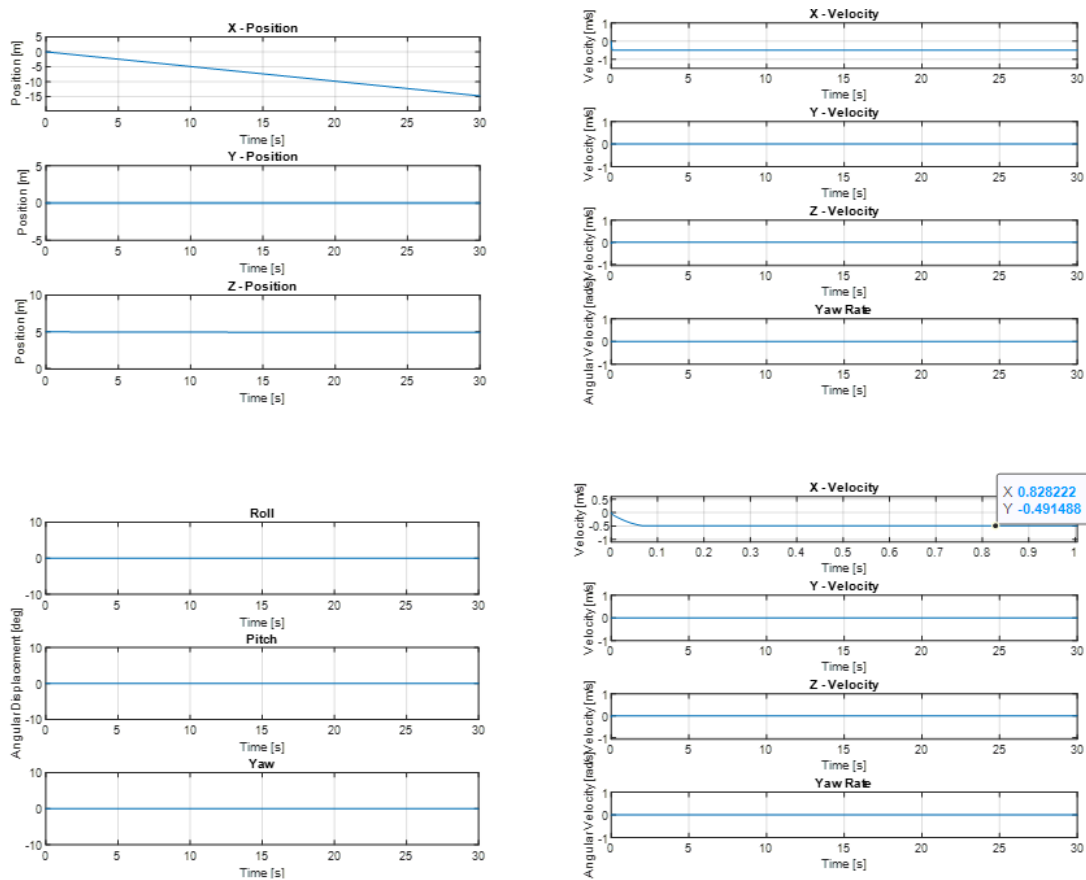 X - Position
Position [m]
5
0
-5
-10
-15
0 5 10 15 20 25 30
Time [s]
Y - Position
Position [m]
5
0
-5
0 5 10 15 20 25 30
Time [s]
Z - Position
Position [m]
10
5
0
0 5 10 15 20 25 30
Time [s]
X - Velocity
Velocity [m/s]
1
0
-1
0 5 10 15 20 25 30
Time [s]
Y - Velocity
Velocity [m/s]
1
0
-1
0 5 10 15 20 25 30
Time [s]
Z - Velocity
Velocity [m/s]
1
0
-1
0 5 10 15 20 25 30
Time [s]
Yaw Rate
Angular Velocity [rad/s]
1
0
-1
0 5 10 15 20 25 30
Time [s]
Roll
10
0
-10
0 5 10 15 20 25 30
Time [s]
Pitch
Angular Displacement [deg]
10
0
-10
0 5 10 15 20 25 30
Time [s]
Yaw
10
0
-10
0 5 10 15 20 25 30
Time [s]
X - Velocity
X 0.828222
Y -0.491488
Velocity [m/s]
0.5
0
-0.5
-1
0 0.1 0.2 0.3 0.4 0.5 0.6 0.7 0.8 0.9 1
Time [s]
Y - Velocity
Velocity [m/s]
1
0
-1
0 5 10 15 20 25 30
Time [s]
Z - Velocity
Velocity [m/s]
1
0
-1
0 5 10 15 20 25 30
Time [s]
Yaw Rate
Angular Velocity [rad/s]
1
0
-1
0 5 10 15 20 25 30
Time [s]